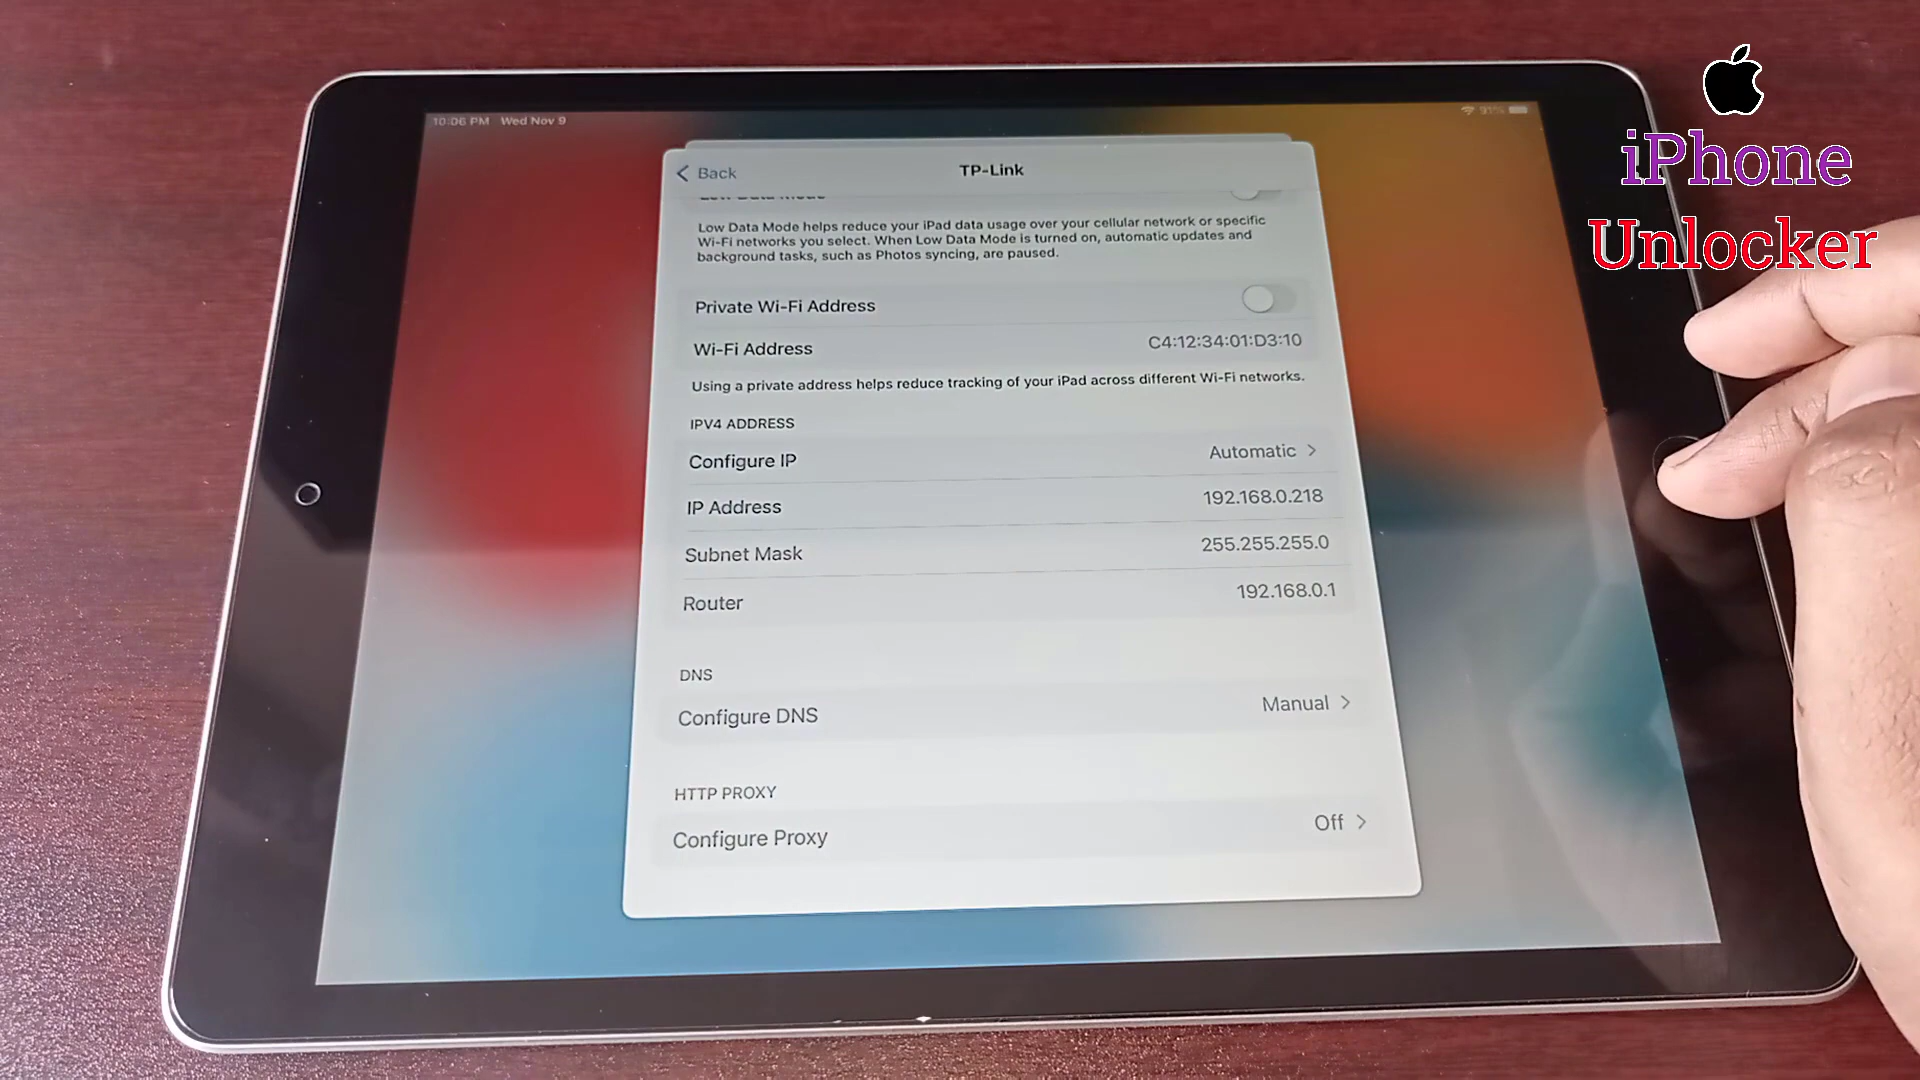 10:06 PM Wed Nov 9
91%
iPhone
Unlocker
Back
TP-Link
Low Data Mode
Low Data Mode helps reduce your iPad data usage over your cellular network or specific
Wi-Fi networks you select. When Low Data Mode is turned on, automatic updates and
background tasks, such as Photos syncing, are paused.
Private Wi-Fi Address
Wi-Fi Address C4:12:34:01:D3:10
Using a private address helps reduce tracking of your iPad across different Wi-Fi networks.
IPV4 ADDRESS
Configure IP Automatic
IP Address 192.168.0.218
Subnet Mask 255.255.255.0
Router 192.168.0.1
DNS
Configure DNS Manual
HTTP PROXY
Configure Proxy Off